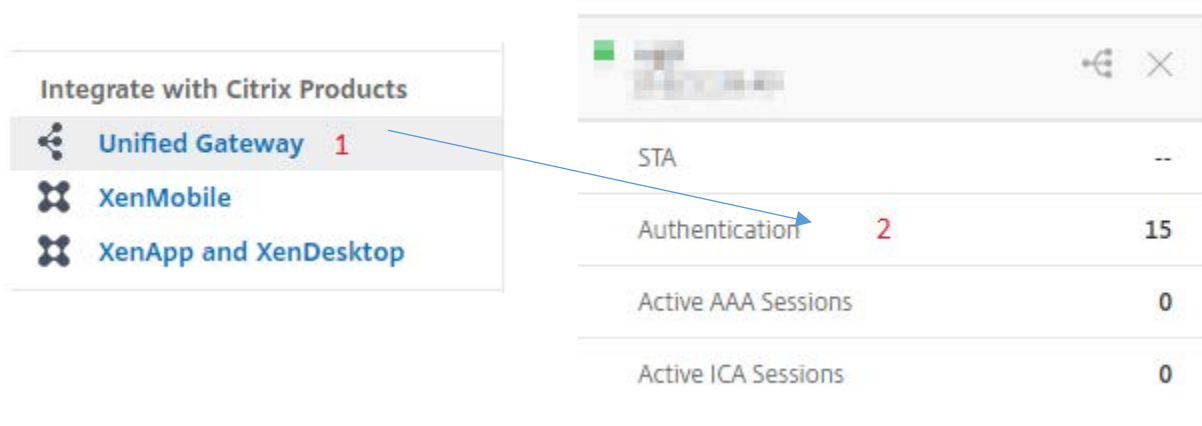 Integrate with Citrix Products
Unified Gateway 1
XenMobile
XenApp and XenDesktop
STA --
Authentication 2 15
Active AAA Sessions 0
Active ICA Sessions 0